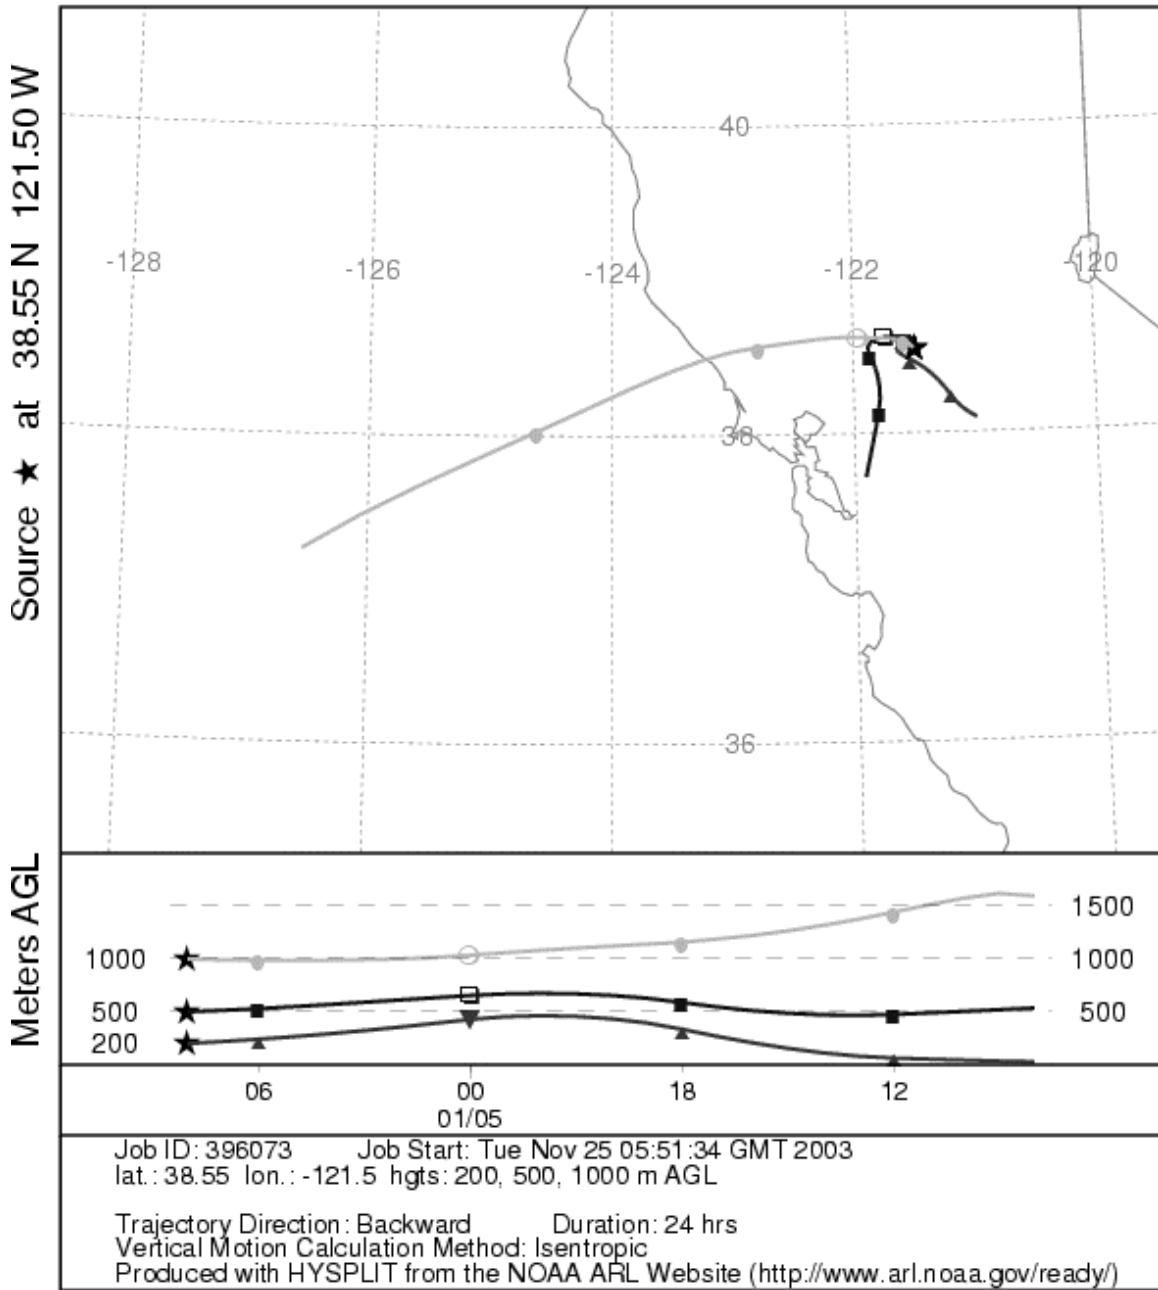 Source ★ at 38.55 N 121.50 W
40
-128
-126
-124
-122
-120
38
36
Meters AGL
1500
1000
1000
500
500
200
06
00
18
12
01/05
Job ID: 396073 Job Start: Tue Nov 25 05:51:34 GMT 2003
lat.: 38.55 lon.: -121.5 hgts: 200, 500, 1000 m AGL
Trajectory Direction: Backward Duration: 24 hrs
Vertical Motion Calculation Method: Isentropic
Produced with HYSPLIT from the NOAA ARL Website (http://www.arl.noaa.gov/ready/)